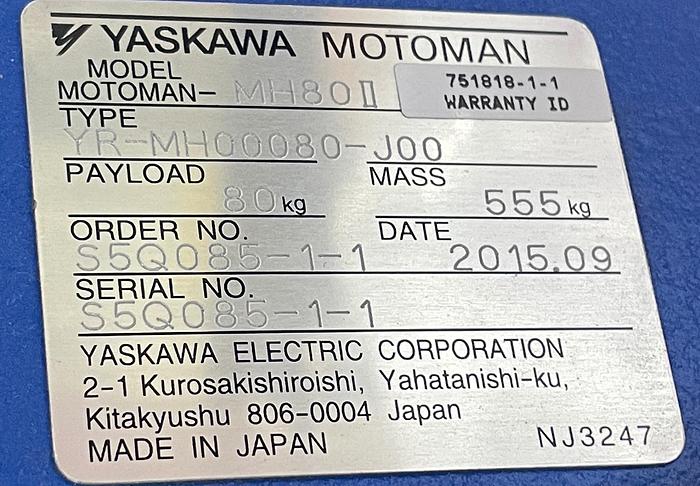 YASKAWA MOTOMAN
MODEL
MOTOMAN- MH80II
751818-1-1
WARRANTY ID
TYPE
YR-MH00080-J00
PAYLOAD MASS
80kg 555kg
ORDER NO. DATE
S5Q085-1-1 2015.09
SERIAL NO.
S5Q085-1-1
YASKAWA ELECTRIC CORPORATION
2-1 Kurosakishiroishi, Yahatanishi-ku,
Kitakyushu 806-0004 Japan
MADE IN JAPAN NJ3247